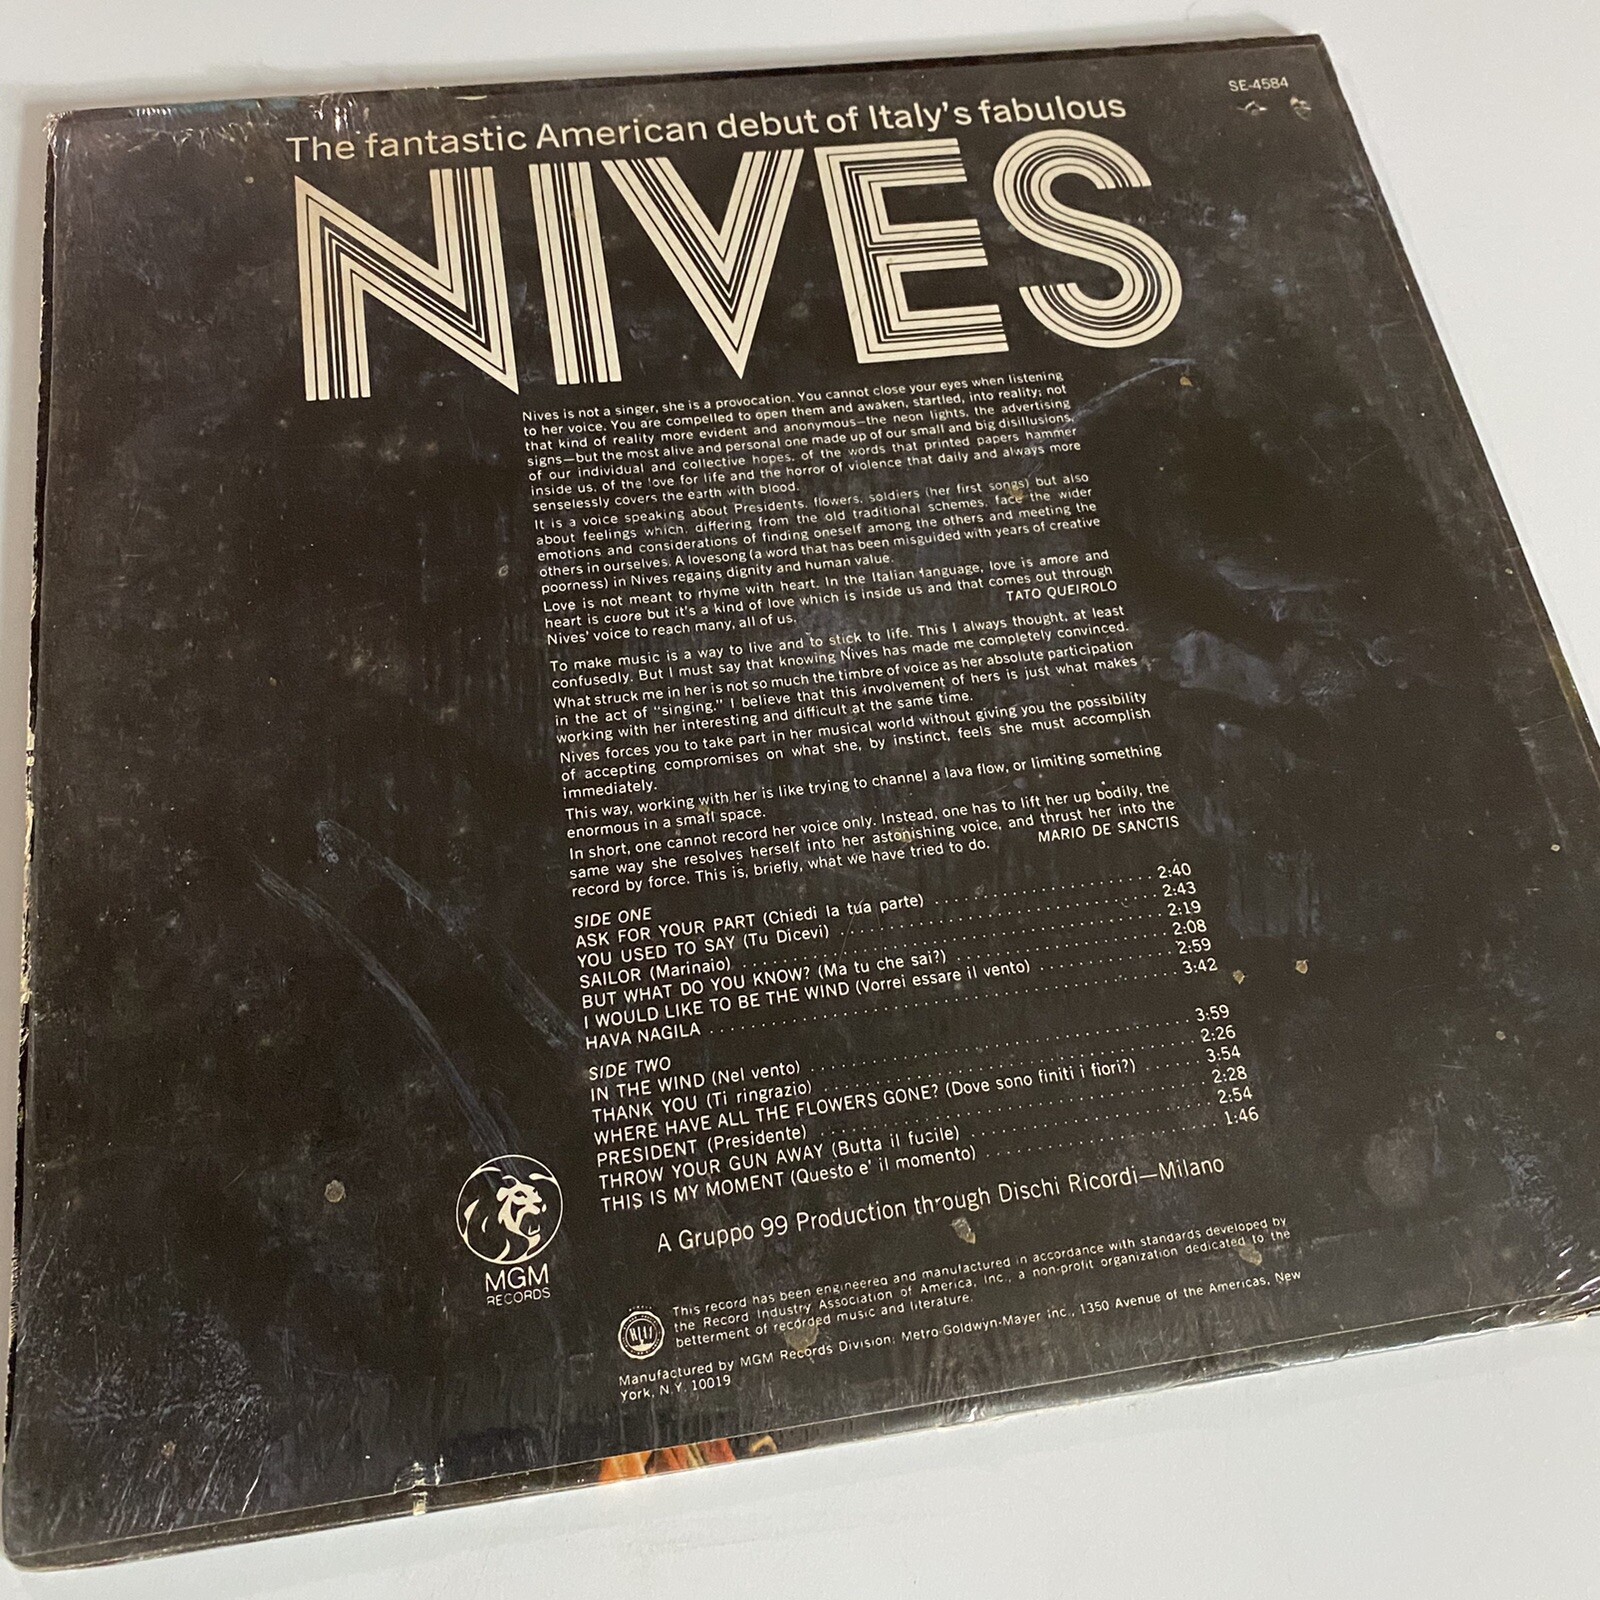 SE-4584
The fantastic American debut of Italy's fabulous
NIVES
Nives is not a singer, she is a provocation. You cannot close your eyes when listening
to her voice. You are compelled to open them and awaken, startled, into reality; not
that kind of reality more evident and anonymous—the neon lights, the advertising
signs—but the most alive and personal one made up of our small and big disillusions,
of our individual and collective hopes, of the words that printed papers hammer
inside us, of the love for life and the horror of violence that daily and always more
senselessly covers the earth with blood.
It is a voice speaking about Presidents, flowers, soldiers (her first songs) but also
about feelings which, differing from the old traditional schemes, face the wider
emotions and considerations of finding oneself among the others and meeting the
others in ourselves. A lovesong (a word that has been misguided with years of creative
poorness) in Nives regains dignity and human value.
Love is not meant to rhyme with heart. In the Italian language, love is amore and
heart is cuore but it's a kind of love which is inside us and that comes out through
Nives' voice to reach many, all of us.
TATO QUEIROLO
To make music is a way to live and to stick to life. This I always thought, at least
confusedly. But I must say that knowing Nives has made me completely convinced.
What struck me in her is not so much the timbre of voice as her absolute participation
in the act of "singing." I believe that this involvement of hers is just what makes
working with her interesting and difficult at the same time.
Nives forces you to take part in her musical world without giving you the possibility
of accepting compromises on what she, by instinct, feels she must accomplish
immediately.
This way, working with her is like trying to channel a lava flow, or limiting something
enormous in a small space.
In short, one cannot record her voice only. Instead, one has to lift her up bodily, the
same way she resolves herself into her astonishing voice, and thrust her into the
record by force. This is, briefly, what we have tried to do.
MARIO DE SANCTIS
SIDE ONE
ASK FOR YOUR PART (Chiedi la tua parte) 2:40
YOU USED TO SAY (Tu Dicevi) 2:43
SAILOR (Marinaio) 2:19
BUT WHAT DO YOU KNOW? (Ma tu che sai?) 2:08
I WOULD LIKE TO BE THE WIND (Vorrei essare il vento) 2:59
HAVA NAGILA 3:42
SIDE TWO
IN THE WIND (Nel vento) 3:59
THANK YOU (Ti ringrazio) 2:26
WHERE HAVE ALL THE FLOWERS GONE? (Dove sono finiti i fiori?) 3:54
PRESIDENT (Presidente) 2:28
THROW YOUR GUN AWAY (Butta il fucile) 2:54
THIS IS MY MOMENT (Questo e' il momento) 1:46
A Gruppo 99 Production through Dischi Ricordi—Milano
MGM
RECORDS
This record has been engineered and manufactured in accordance with standards developed by
the Record Industry Association of America, Inc., a non-profit organization dedicated to the
betterment of recorded music and literature.
Manufactured by MGM Records Division: Metro-Goldwyn-Mayer inc., 1350 Avenue of the Americas, New
York, N.Y. 10019